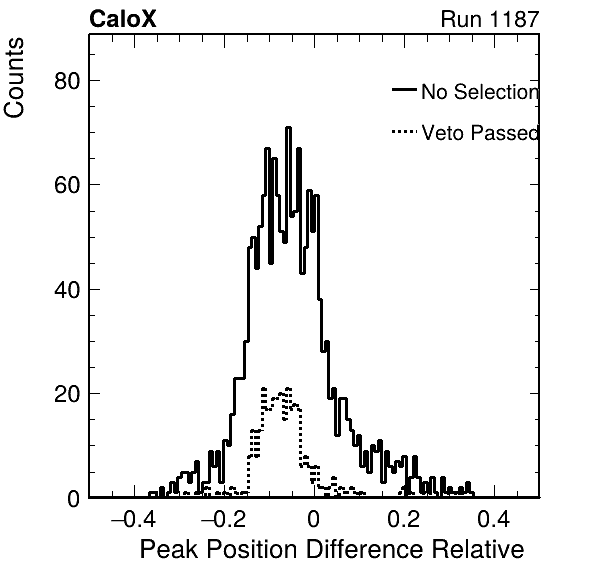 CaloX Run 1187
Counts
80
60
40
20
0
No Selection
Veto Passed
−0.4 −0.2 0 0.2 0.4
Peak Position Difference Relative